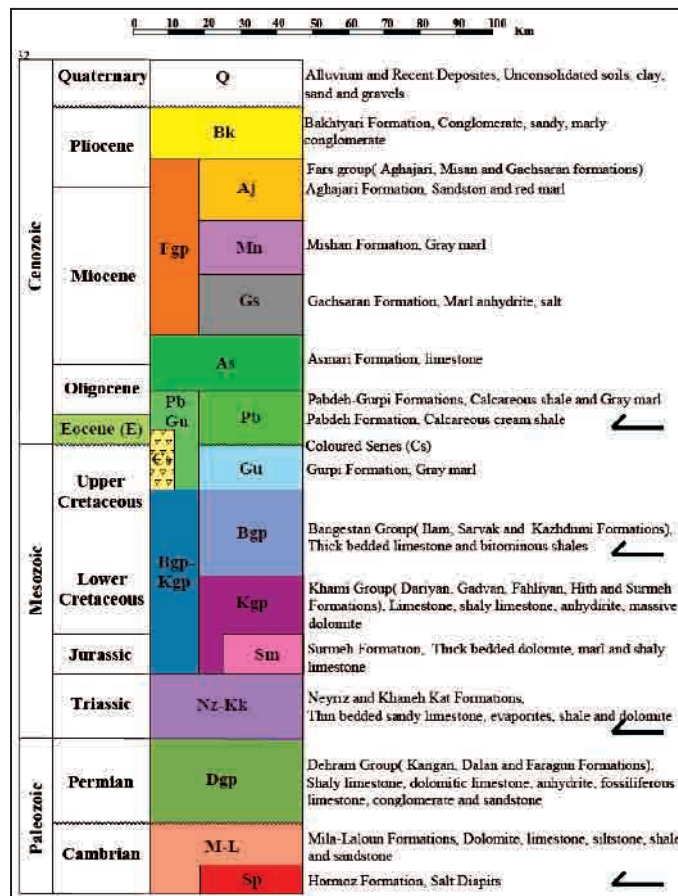 0 10 20 30 40 60 80 100 Km
Cenozoic
Quaternary
Q
Alluvium and Recent Deposites, Unconsolidated soils, clay,
sand and gravels
Pliocene
Bk
Bakhtyari Formation, Conglomerate, sandy, marly
conglomerate
Fars group( Aghajari, Misan and Gachsaran formations)
Aj
Aghajari Formation, Sandston and red marl
Miocene
Fgp
Mn
Mishan Formation, Gray marl
Gs
Gachsaran Formation, Marl anhydrite, salt
As
Asmari Formation, limestone
Oligocene
Pb
Gu
Pb
Pabdeh-Gurpi Formations, Calcareous shale and Gray marl
Pabdeh Formation, Calcareous cream shale
Eocene (E)
Coloured Series (Cs)
Mesozoic
Upper
Cretaceous
Gu
Gurpi Formation, Gray marl
Bgp-
Kgp
Bgp
Bangestan Group( Ilam, Sarvak and Kazhdumi Formations),
Thick bedded limestone and bitominous shales
Lower
Cretaceous
Kgp
Khami Group( Dariyan, Gadvan, Fahliyan, Hith and Surmeh
Formations), Limestone, shaly limestone, anhydirite, massive
dolomite
Jurassic
Sm
Surmeh Formation, Thick bedded dolomite, marl and shaly
limestone
Triassic
Nz-Kk
Neyriz and Khaneh Kat Formations,
Thin bedded sandy limestone, evaporites, shale and dolomite
Paleozoic
Permian
Dgp
Dehram Group( Kangan, Dalan and Faragun Formations),
Shaly limestone, dolomitic limestone, anhydrite, fossiliferous
limestone, conglomerate and sandstone
Cambrian
M-L
Mila-Laloun Formations, Dolomite, limestone, siltstone, shale
and sandstone
Sp
Hormoz Formation, Salt Diapirs